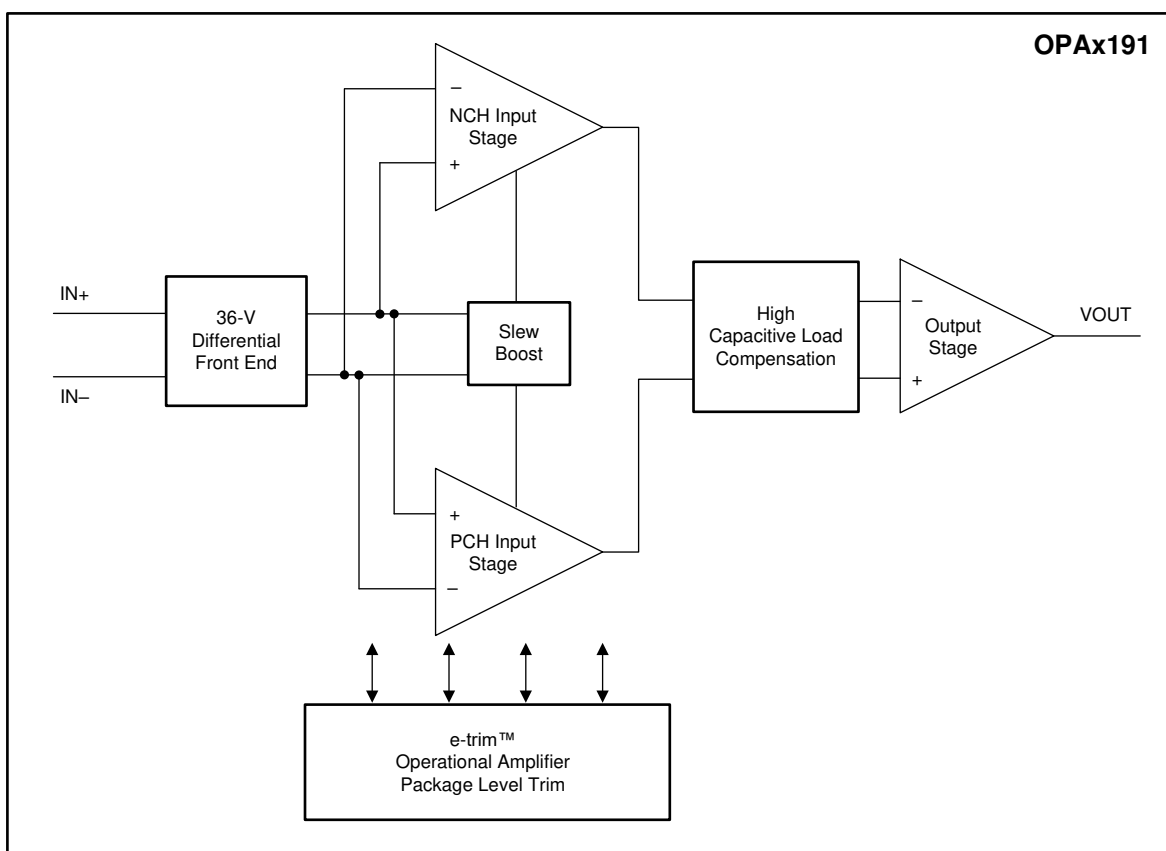 OPAx191
−
NCH Input
Stage
+
IN+
IN–
36-V
Differential
Front End
Slew
Boost
High
Capacitive Load
Compensation
−
Output
Stage
+
VOUT
+
PCH Input
Stage
−
e-trim™
Operational Amplifier
Package Level Trim